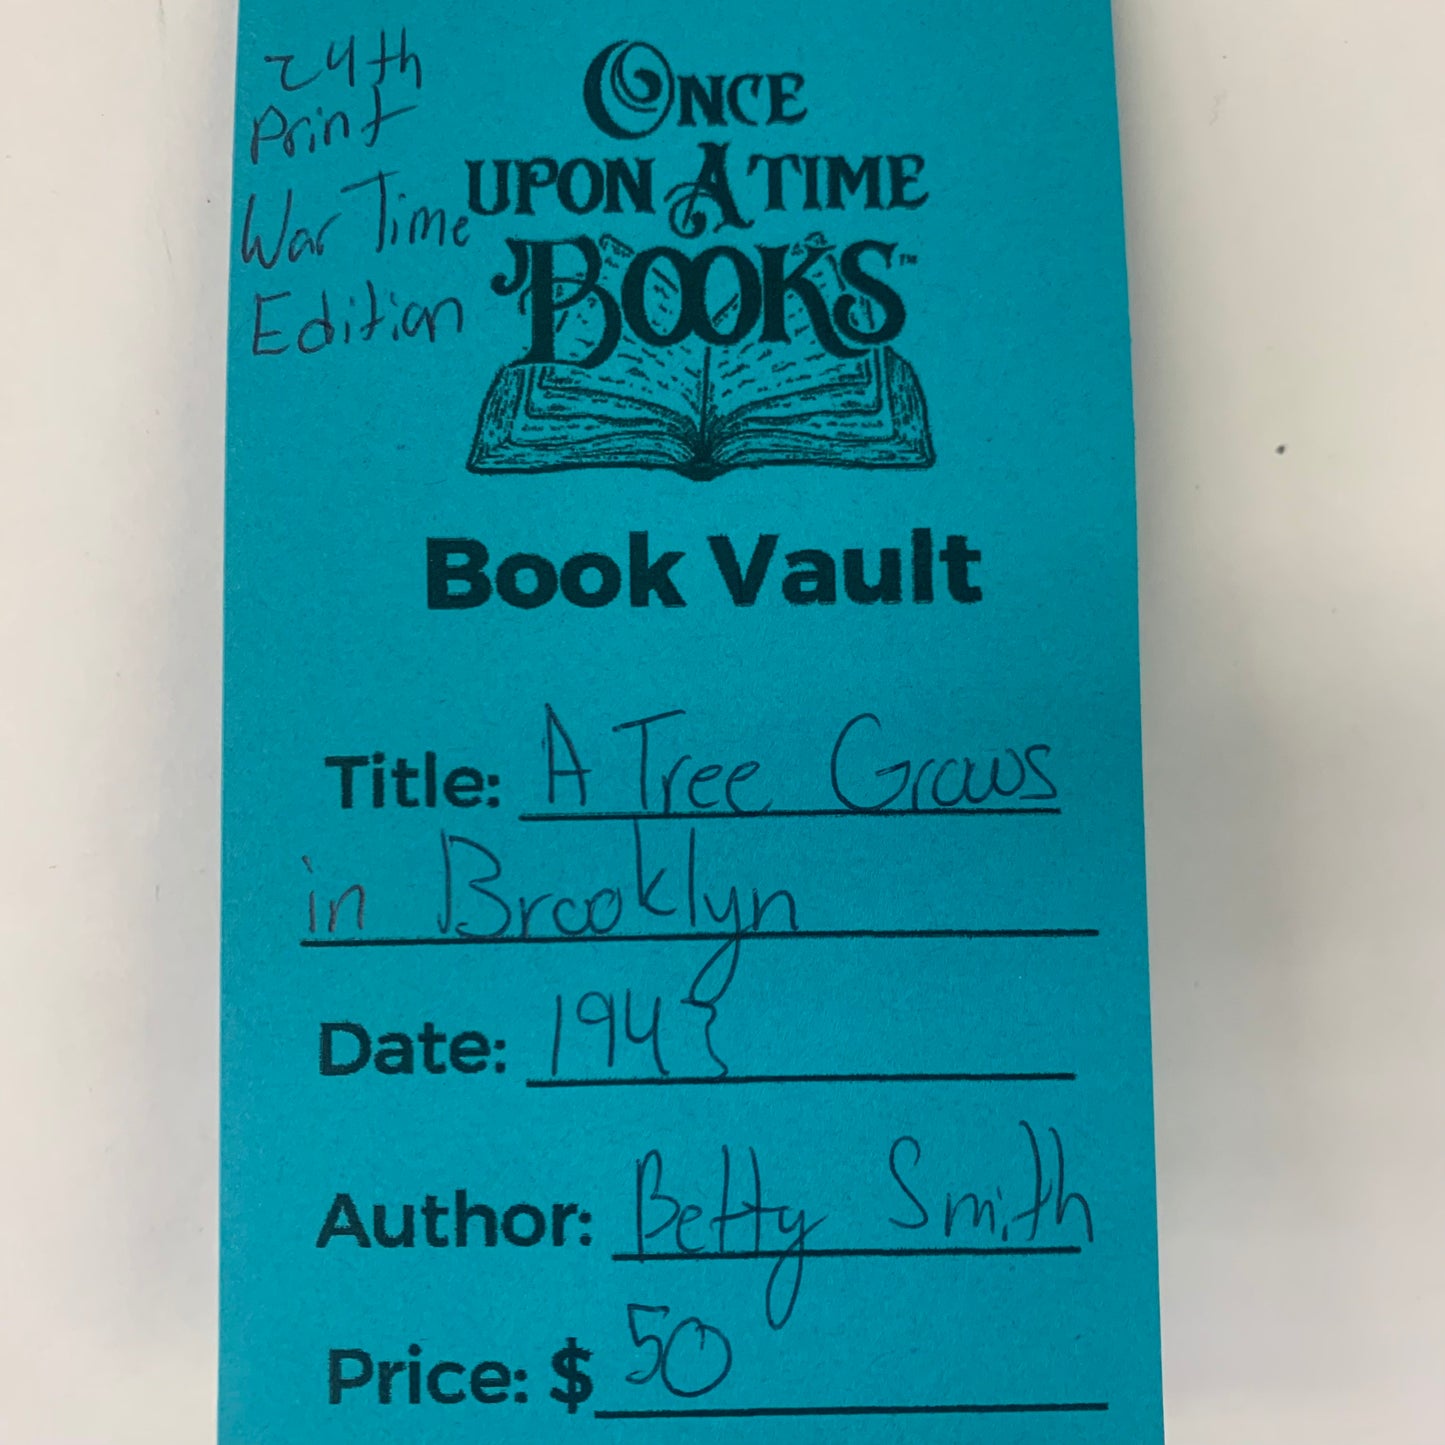 24th
Print
War Time
Edition
ONCE
UPON A TIME
BOOKS™
Book Vault
Title: A Tree Grows
in Brooklyn
Date: 1943
Author: Betty Smith
Price: $50